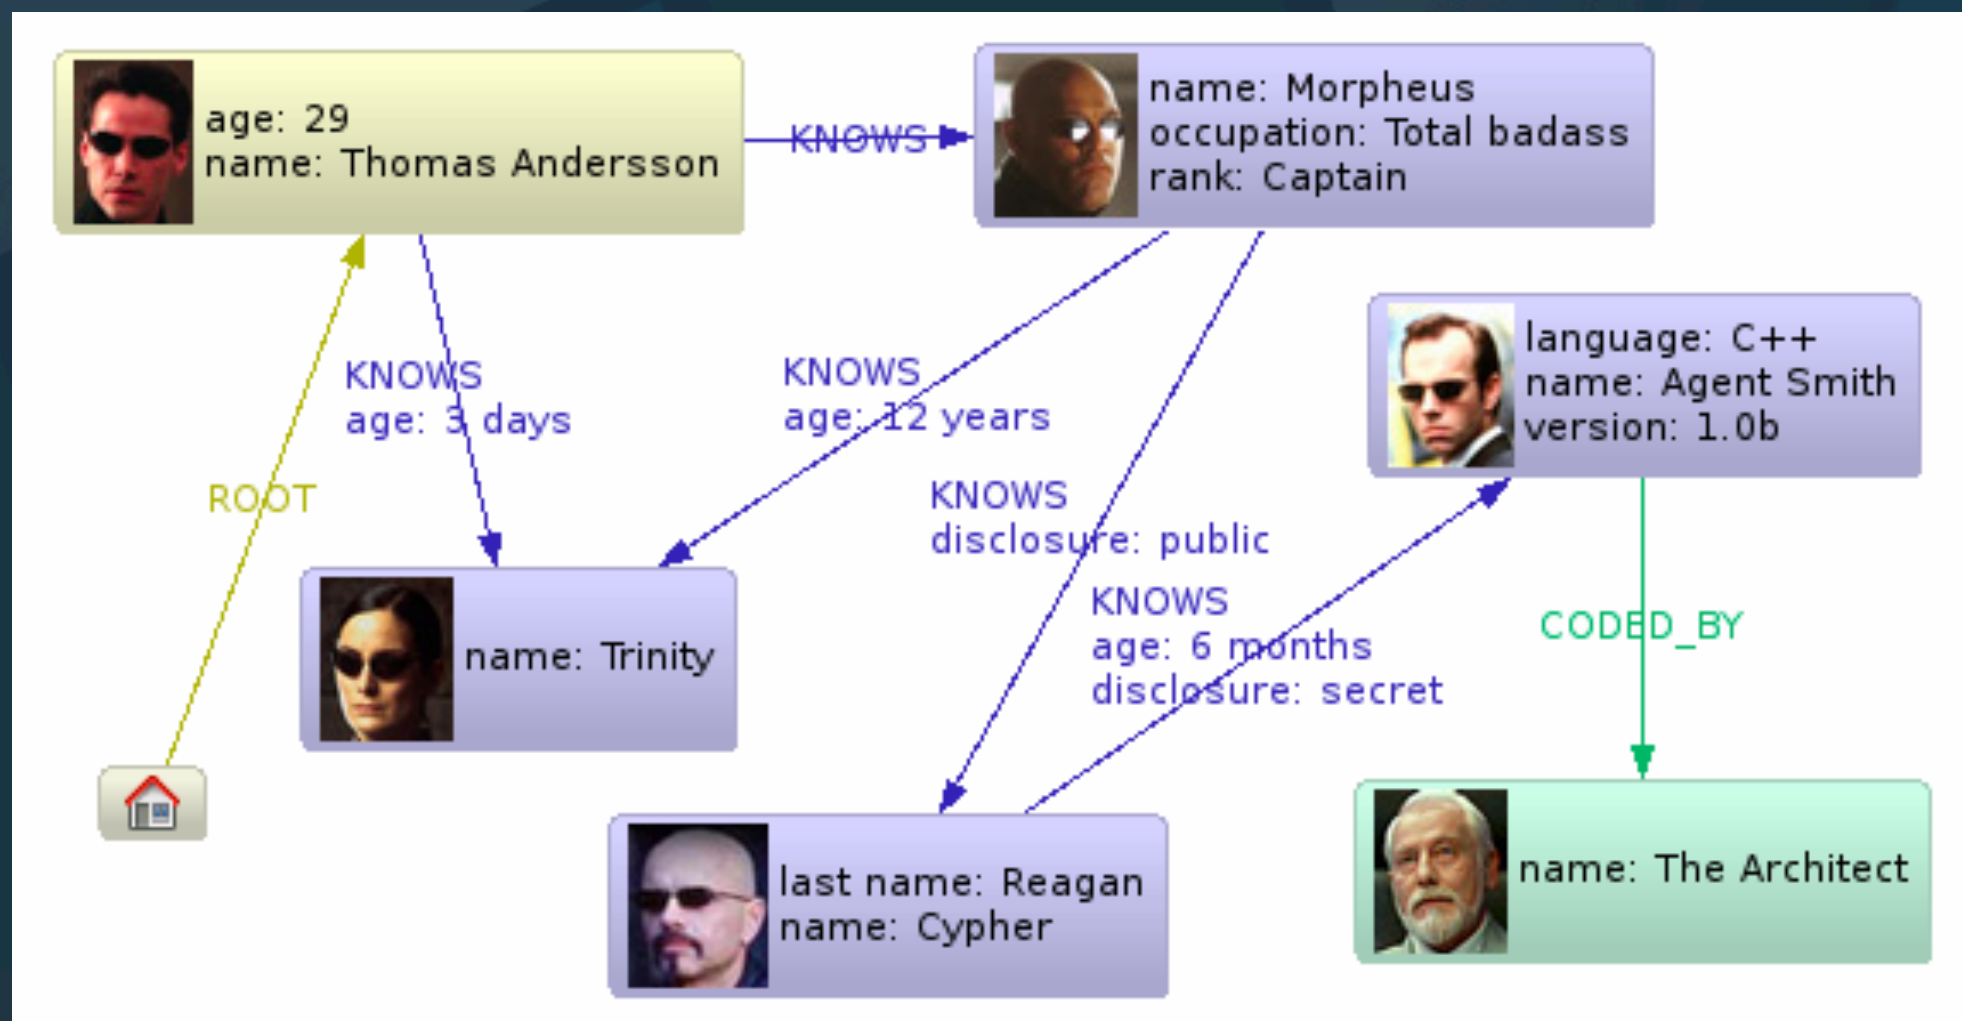 age: 29
name: Thomas Andersson
KNOWS
name: Morpheus
occupation: Total badass
rank: Captain
KNOWS
age: 3 days
KNOWS
age: 12 years
language: C++
name: Agent Smith
version: 1.0b
ROOT
KNOWS
disclosure: public
KNOWS
age: 6 months
disclosure: secret
CODED_BY
name: Trinity
last name: Reagan
name: Cypher
name: The Architect